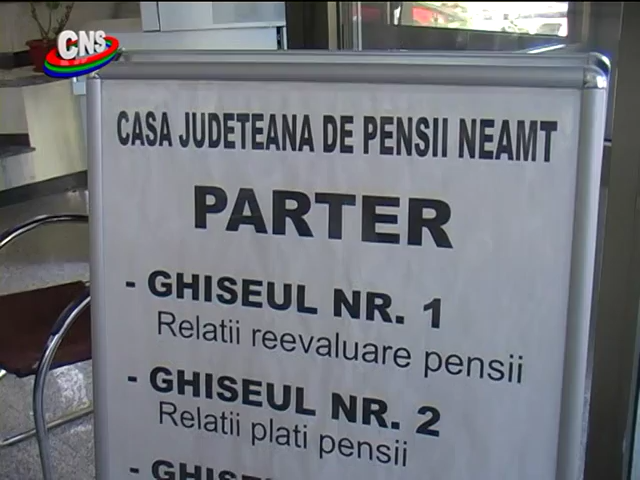 CNS
CASA JUDETEANA DE PENSII NEAMT
PARTER
- GHISEUL NR. 1
Relatii reevaluare pensii
- GHISEUL NR. 2
Relatii plati pensii